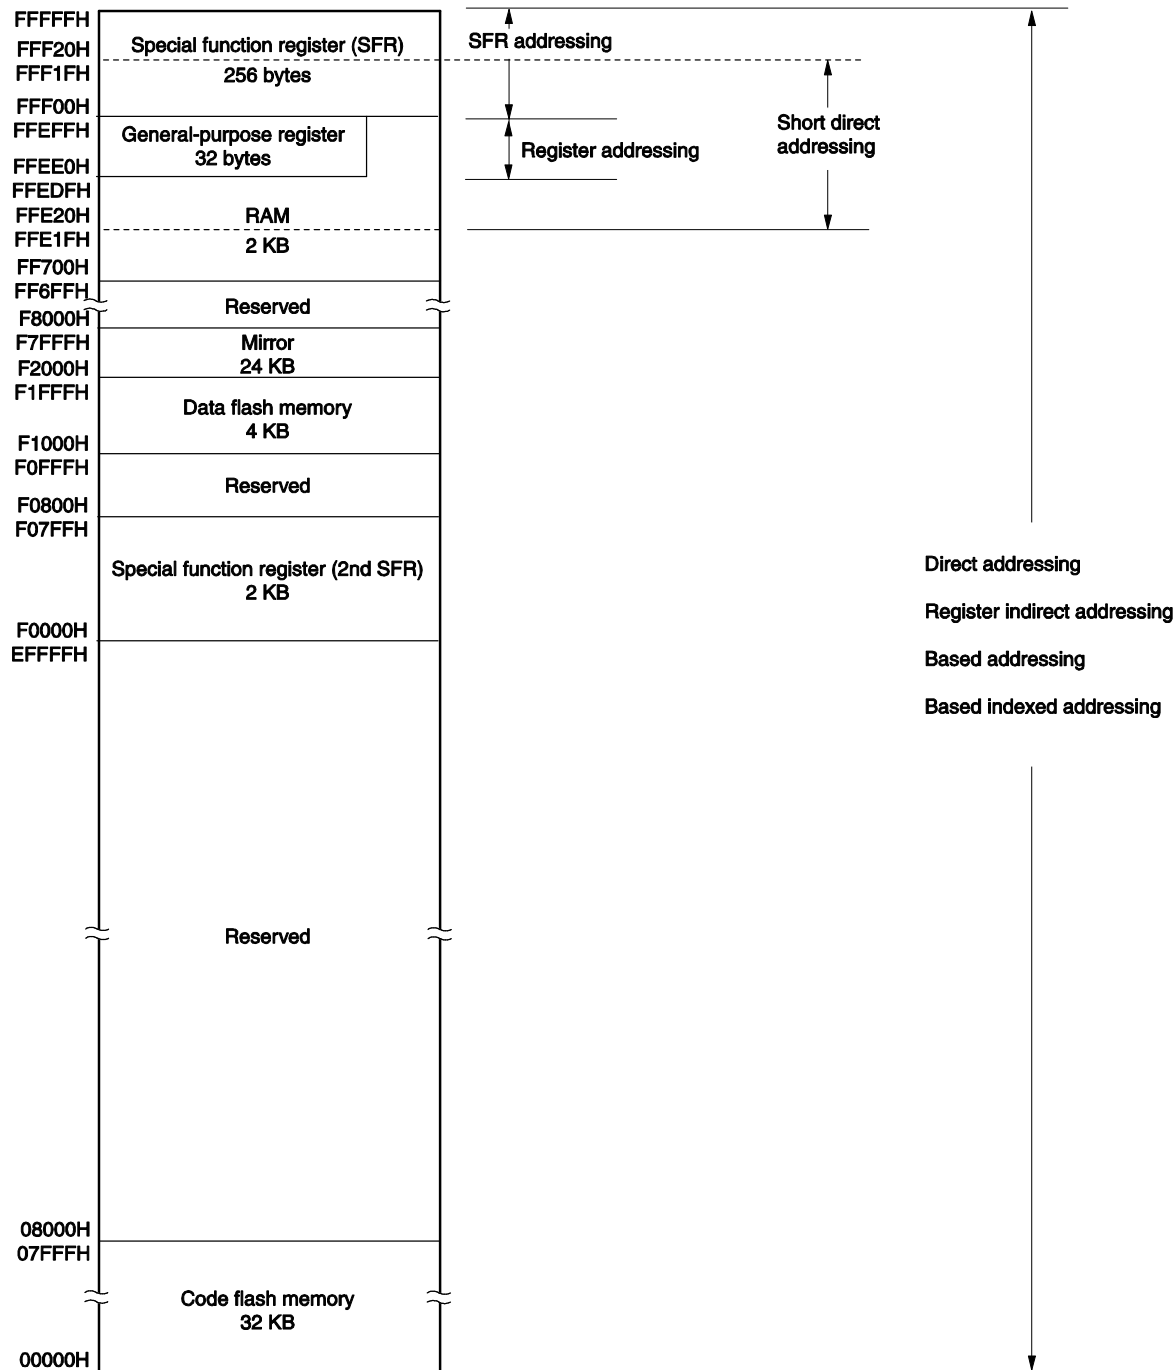 FFFFFH
FFF20H
FFF1FH
FFF00H
FFEFFH
FFEE0H
FFEDFH
FFE20H
FFE1FH
FF700H
FF6FFH
F8000H
F7FFFH
F2000H
F1FFFH
F1000H
F0FFFH
F0800H
F07FFH
F0000H
EFFFFH
08000H
07FFFH
00000H
Special function register (SFR)
256 bytes
General-purpose register
32 bytes
RAM
2 KB
Reserved
Mirror
24 KB
Data flash memory
4 KB
Reserved
Special function register (2nd SFR)
2 KB
Reserved
Code flash memory
32 KB
SFR addressing
Register addressing
Short direct
addressing
Direct addressing
Register indirect addressing
Based addressing
Based indexed addressing